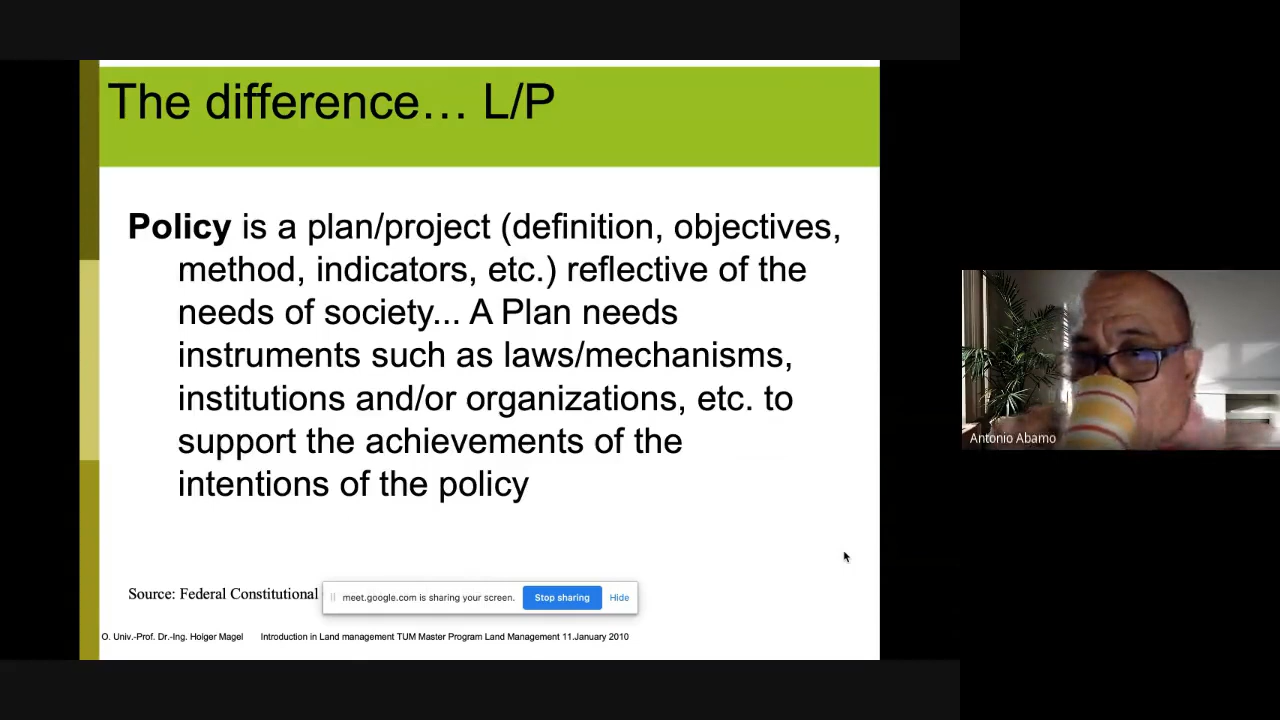 The difference… L/P
Policy is a plan/project (definition, objectives,
method, indicators, etc.) reflective of the
needs of society... A Plan needs
instruments such as laws/mechanisms,
institutions and/or organizations, etc. to
support the achievements of the
intentions of the policy
Source: Federal Constitutional
meet.google.com is sharing your screen. Stop sharing Hide
O. Univ.-Prof. Dr.-Ing. Holger Magel Introduction in Land management TUM Master Program Land Management 11.January 2010
Antonio Abamo